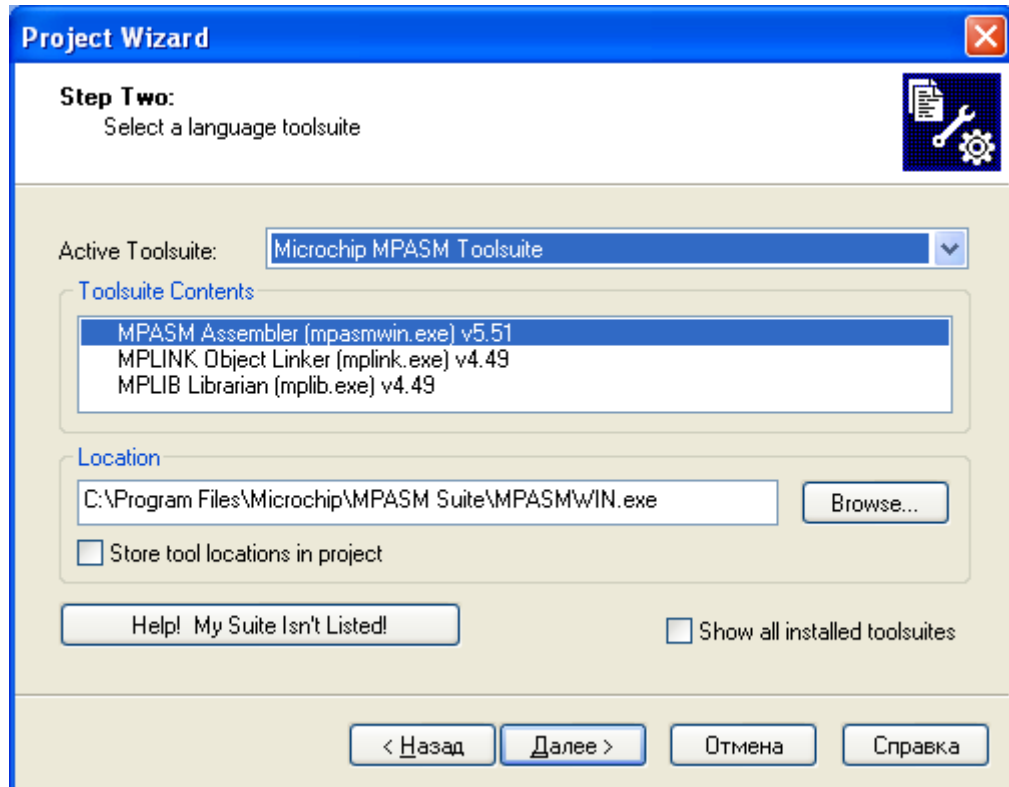 Project Wizard
Step Two:
Select a language toolsuite
Active Toolsuite: Microchip MPASM Toolsuite
Toolsuite Contents
MPASM Assembler (mpasmwin.exe) v5.51
MPLINK Object Linker (mplink.exe) v4.49
MPLIB Librarian (mplib.exe) v4.49
Location
C:\Program Files\Microchip\MPASM Suite\MPASMWIN.exe Browse...
Store tool locations in project
Help! My Suite Isn't Listed! Show all installed toolsuites
< Назад Далее > Отмена Справка